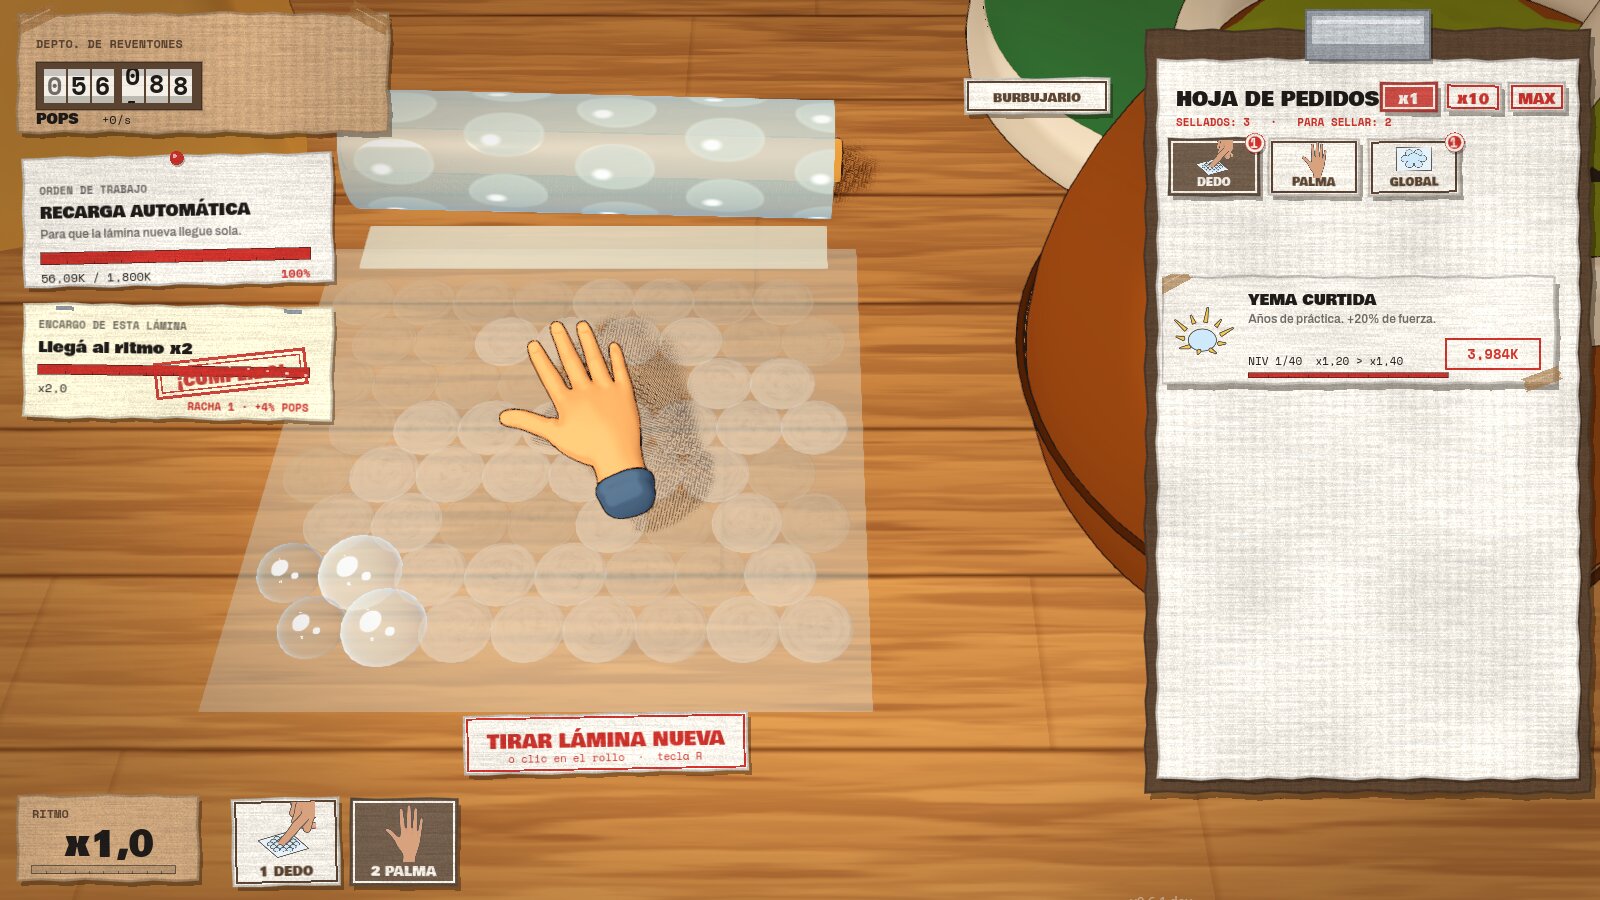 DEPTO. DE REVENTONES
056088
POPS +0/s
ORDEN DE TRABAJO
RECARGA AUTOMÁTICA
Para que la lámina nueva llegue sola.
56,09K / 1,800K 100%
ENCARGO DE ESTA LÁMINA
Llegá al ritmo x2
x2,0
RACHA 1 · +4% POPS
BURBUJARIO
HOJA DE PEDIDOS x1 x10 MAX
SELLADOS: 3 · PARA SELLAR: 2
1 1
DEDO PALMA GLOBAL
YEMA CURTIDA
Años de práctica. +20% de fuerza.
NIV 1/40 x1,20 > x1,40 3,984K
TIRAR LÁMINA NUEVA
o clic en el rollo · tecla R
RITMO
x1,0
1 DEDO 2 PALMA